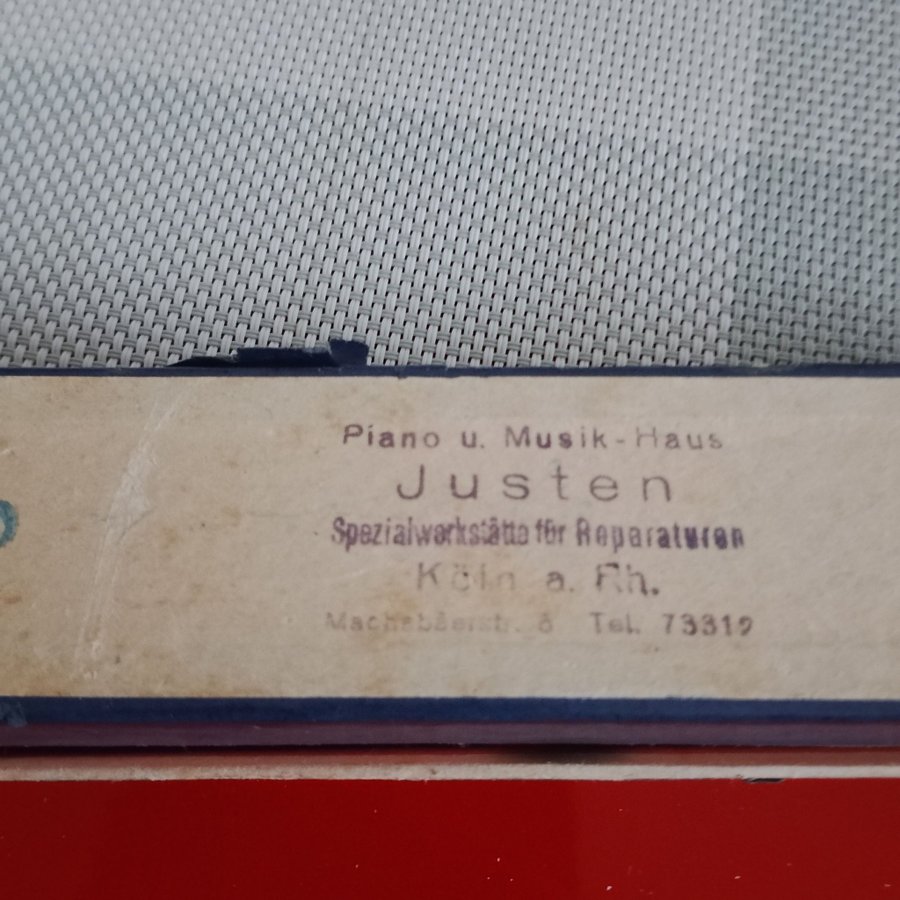 Piano u. Musik-Haus
Justen
Spezialwerkstätte für Reparaturen
Köln a. Rh.
Tel. 73319